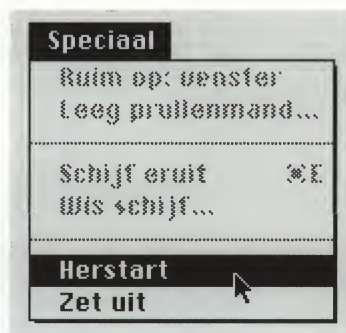 Speciaal
Ruim op: venster
Leeg prullenmand...
Schijf eruit ⌘E
Wis schijf...
Herstart
Zet uit